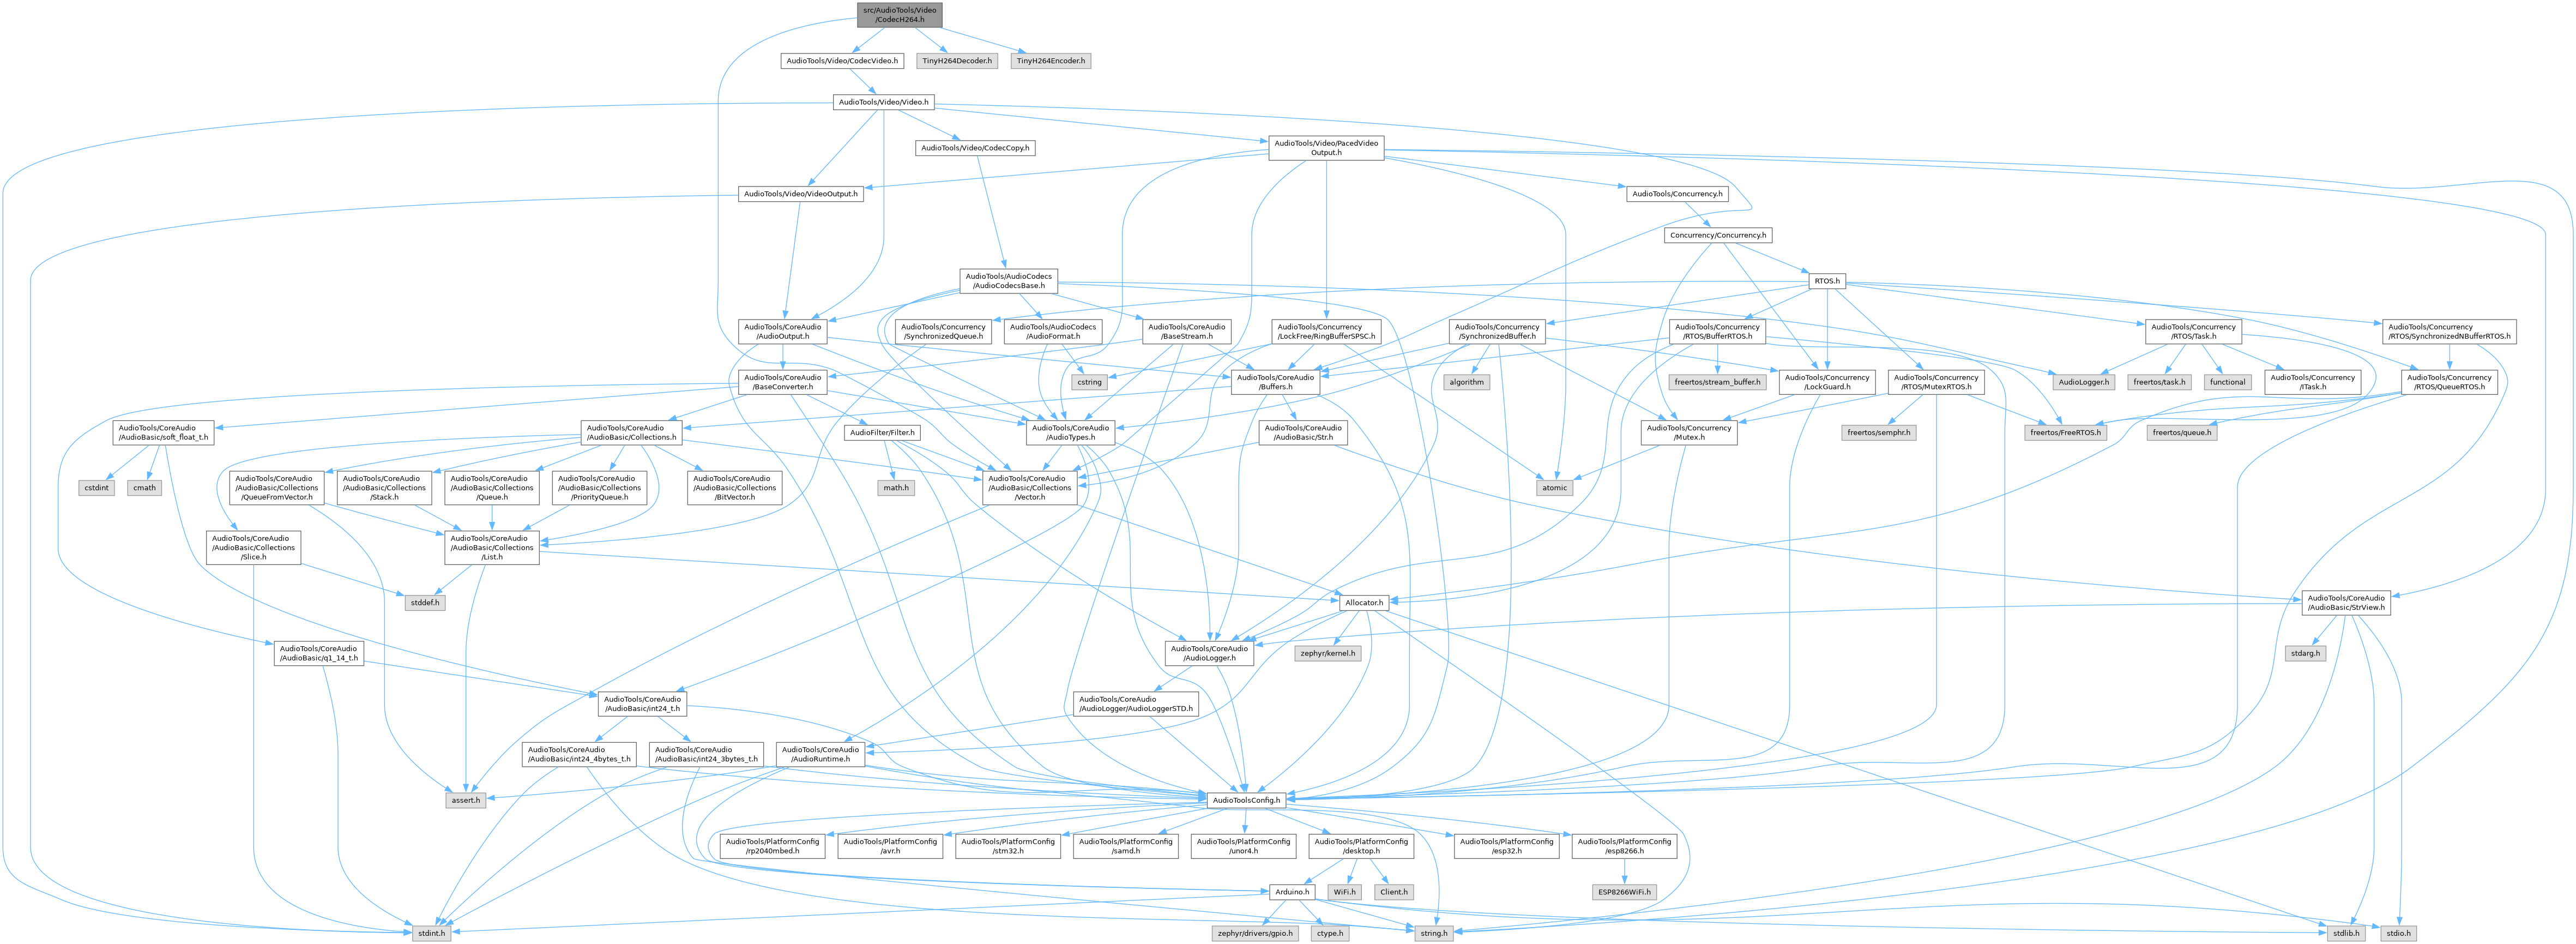 src/AudioTools/Video
/CodecH264.h
AudioTools/Video/CodecVideo.h
TinyH264Decoder.h
TinyH264Encoder.h
AudioTools/Video/Video.h
AudioTools/Video/CodecCopy.h
AudioTools/Video/PacedVideo
Output.h
AudioTools/Video/VideoOutput.h
AudioTools/Concurrency.h
Concurrency/Concurrency.h
AudioTools/AudioCodecs
/AudioCodecsBase.h
RTOS.h
AudioTools/CoreAudio
/AudioOutput.h
AudioTools/Concurrency
/SynchronizedQueue.h
AudioTools/AudioCodecs
/AudioFormat.h
AudioTools/CoreAudio
/BaseStream.h
AudioTools/Concurrency
/LockFree/RingBufferSPSC.h
AudioTools/Concurrency
/SynchronizedBuffer.h
AudioTools/Concurrency
/RTOS/BufferRTOS.h
AudioTools/Concurrency
/RTOS/Task.h
AudioTools/Concurrency
/RTOS/SynchronizedNBufferRTOS.h
AudioTools/CoreAudio
/BaseConverter.h
cstring
AudioTools/CoreAudio
/Buffers.h
algorithm
freertos/stream_buffer.h
AudioTools/Concurrency
/LockGuard.h
AudioTools/Concurrency
/RTOS/MutexRTOS.h
AudioLogger.h
freertos/task.h
functional
AudioTools/Concurrency
/ITask.h
AudioTools/Concurrency
/RTOS/QueueRTOS.h
AudioTools/CoreAudio
/AudioBasic/soft_float_t.h
AudioTools/CoreAudio
/AudioBasic/Collections.h
AudioFilter/Filter.h
AudioTools/CoreAudio
/AudioTypes.h
AudioTools/CoreAudio
/AudioBasic/Str.h
AudioTools/Concurrency
/Mutex.h
freertos/semphr.h
freertos/FreeRTOS.h
freertos/queue.h
cstdint
cmath
AudioTools/CoreAudio
/AudioBasic/Collections
/QueueFromVector.h
AudioTools/CoreAudio
/AudioBasic/Collections
/Stack.h
AudioTools/CoreAudio
/AudioBasic/Collections
/Queue.h
AudioTools/CoreAudio
/AudioBasic/Collections
/PriorityQueue.h
AudioTools/CoreAudio
/AudioBasic/Collections
/BitVector.h
math.h
AudioTools/CoreAudio
/AudioBasic/Collections
/Vector.h
atomic
AudioTools/CoreAudio
/AudioBasic/Collections
/Slice.h
AudioTools/CoreAudio
/AudioBasic/Collections
/List.h
stddef.h
Allocator.h
AudioTools/CoreAudio
/AudioBasic/StrView.h
AudioTools/CoreAudio
/AudioBasic/q1_14_t.h
AudioTools/CoreAudio
/AudioLogger.h
zephyr/kernel.h
stdarg.h
AudioTools/CoreAudio
/AudioBasic/int24_t.h
AudioTools/CoreAudio
/AudioLogger/AudioLoggerSTD.h
AudioTools/CoreAudio
/AudioBasic/int24_4bytes_t.h
AudioTools/CoreAudio
/AudioBasic/int24_3bytes_t.h
AudioTools/CoreAudio
/AudioRuntime.h
assert.h
AudioToolsConfig.h
AudioTools/PlatformConfig
/rp2040mbed.h
AudioTools/PlatformConfig
/avr.h
AudioTools/PlatformConfig
/stm32.h
AudioTools/PlatformConfig
/samd.h
AudioTools/PlatformConfig
/unor4.h
AudioTools/PlatformConfig
/desktop.h
AudioTools/PlatformConfig
/esp32.h
AudioTools/PlatformConfig
/esp8266.h
Arduino.h
WiFi.h
Client.h
ESP8266WiFi.h
stdint.h
zephyr/drivers/gpio.h
ctype.h
string.h
stdlib.h
stdio.h